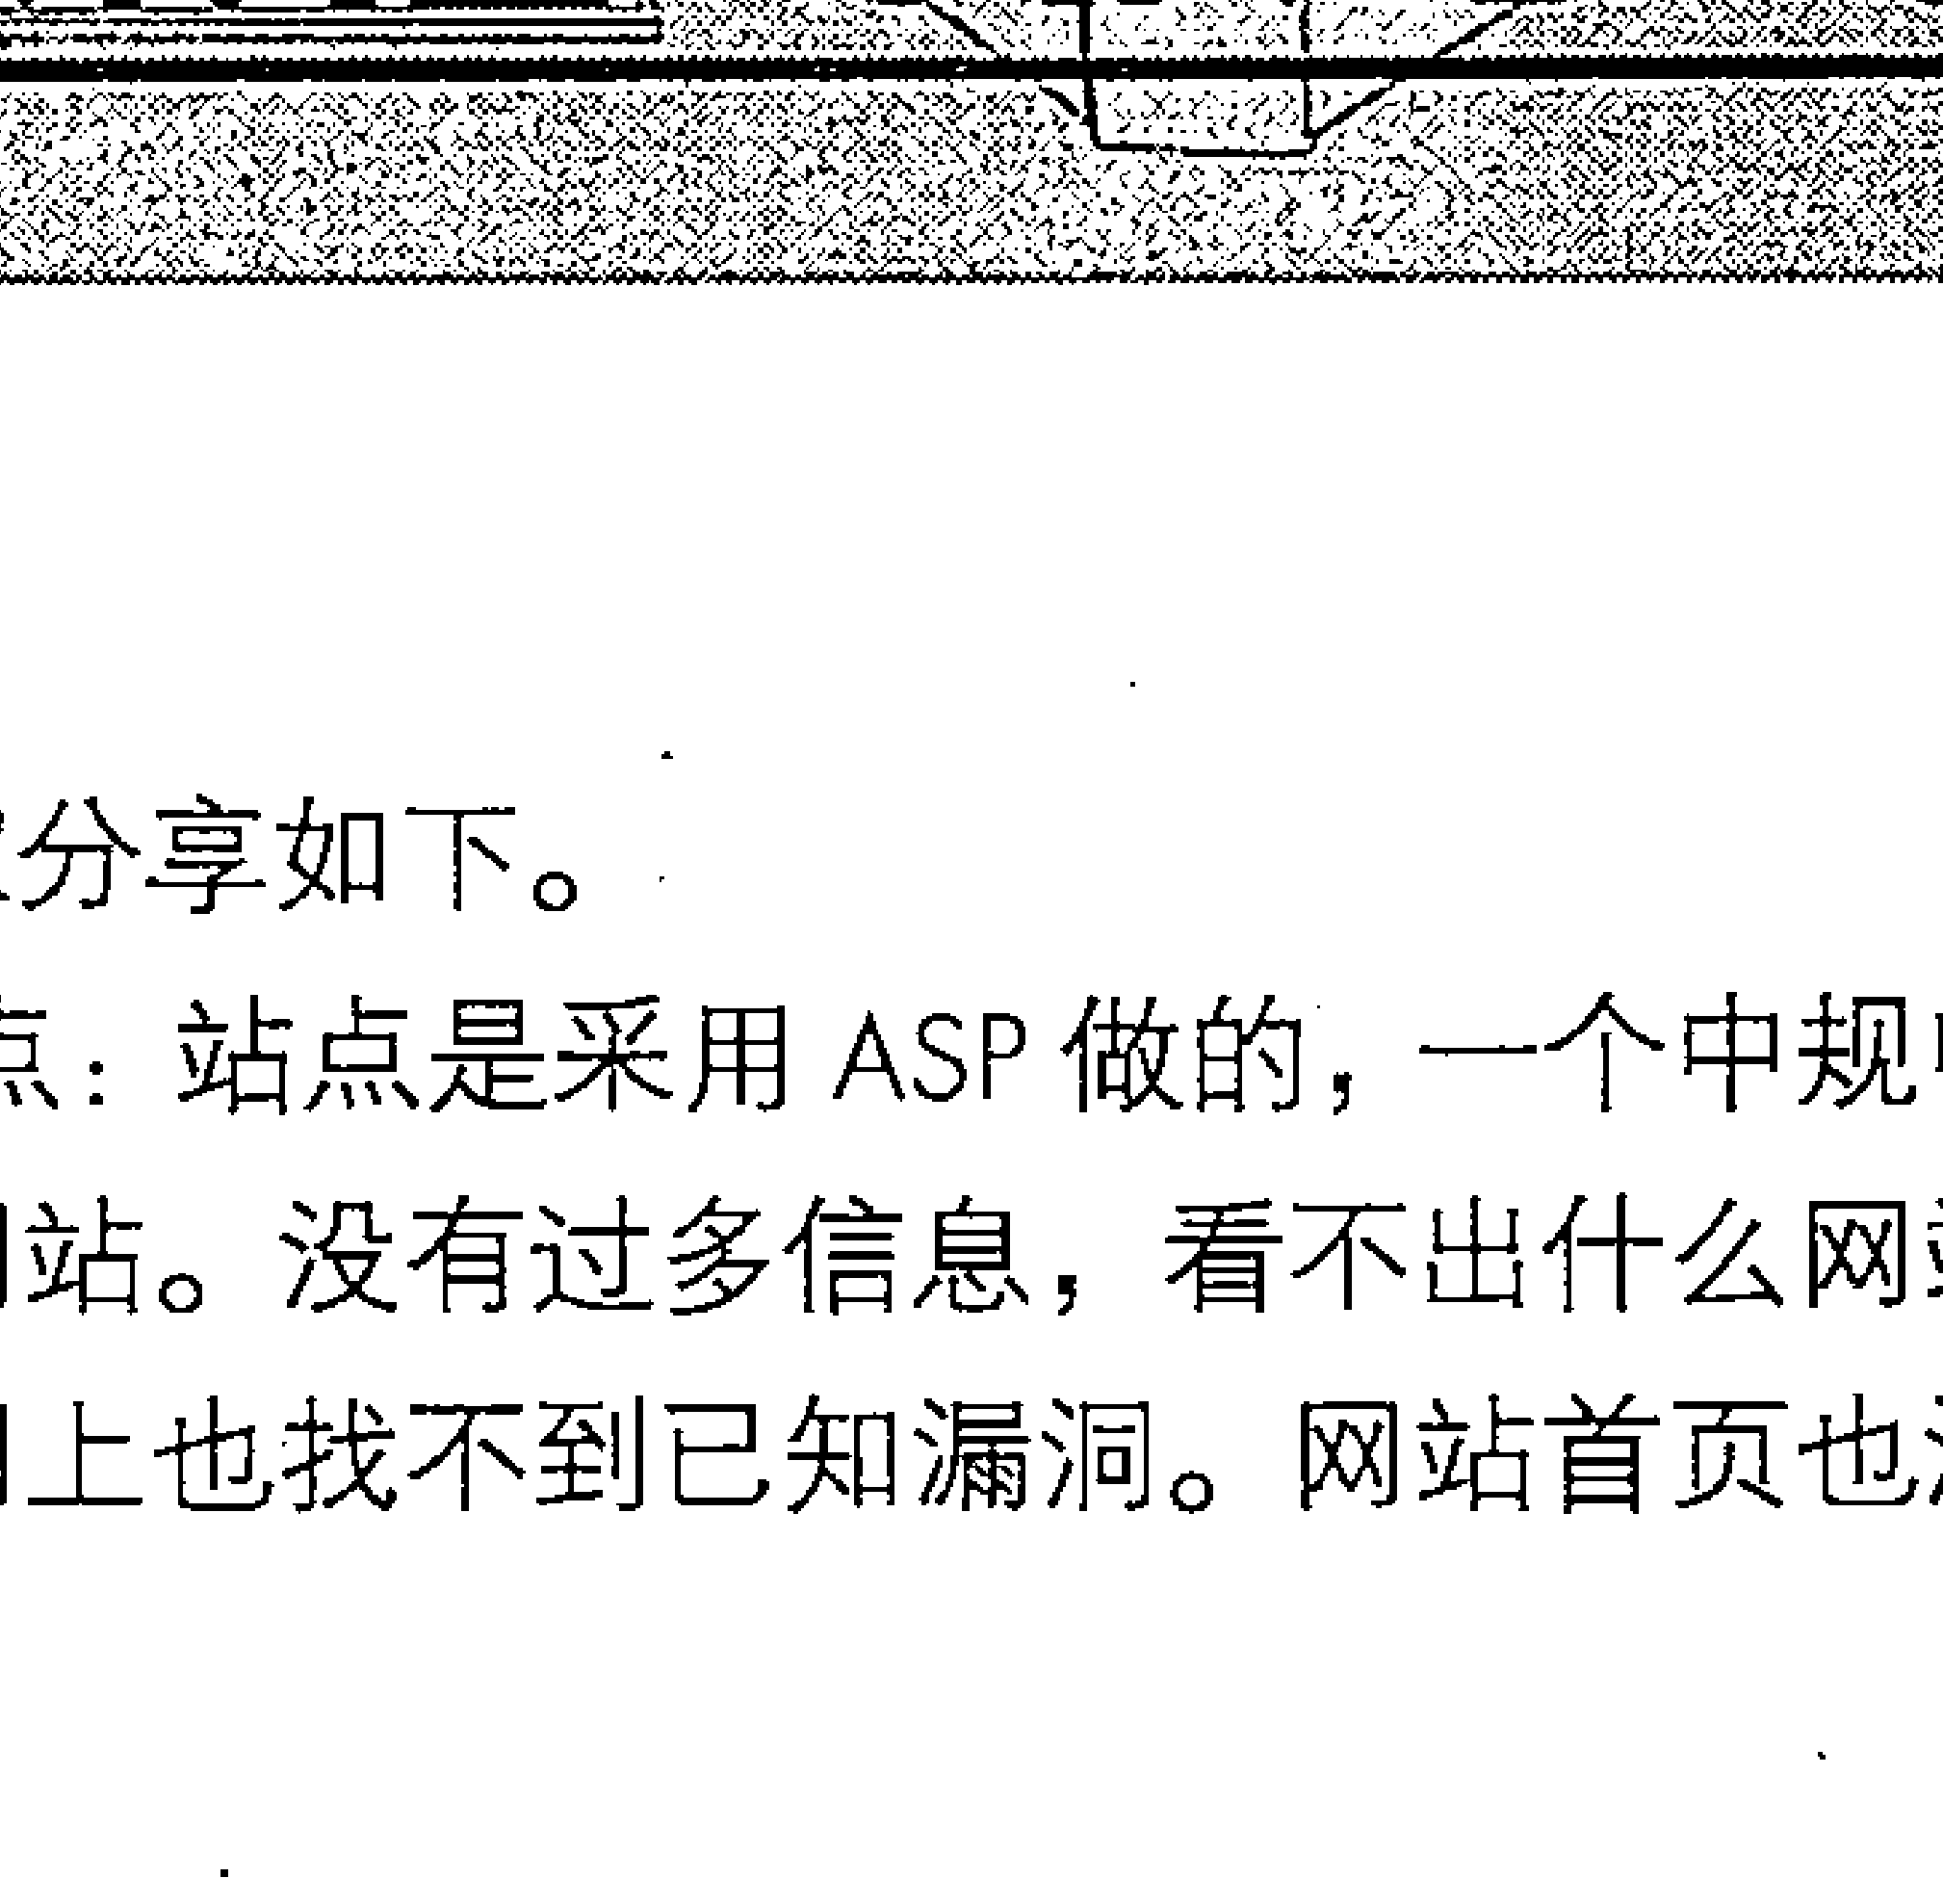 分享如下。
点：站点是采用 ASP 做的，一个中规
站。没有过多信息，看不出什么网
上也找不到已知漏洞。网站首页也